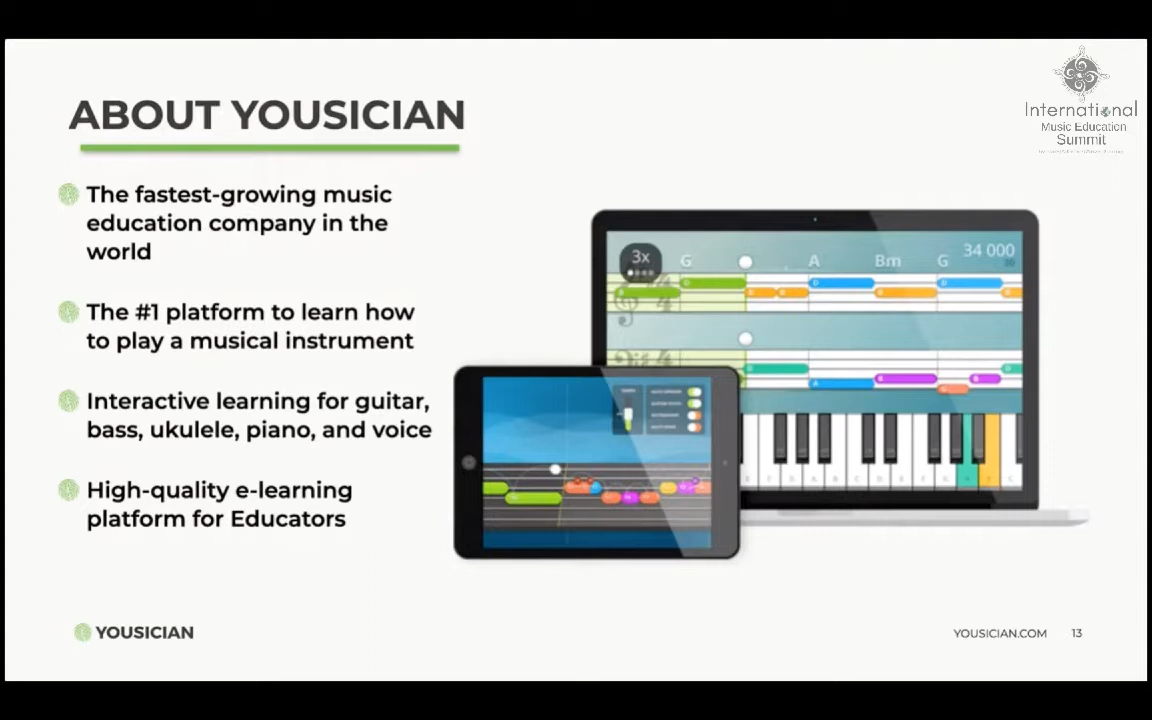 International
Music Education
Summit
ABOUT YOUSICIAN
The fastest-growing music
education company in the
world
The #1 platform to learn how
to play a musical instrument
Interactive learning for guitar,
bass, ukulele, piano, and voice
High-quality e-learning
platform for Educators
3x
G A Bm G
34 000
YOUSICIAN
YOUSICIAN.COM 13